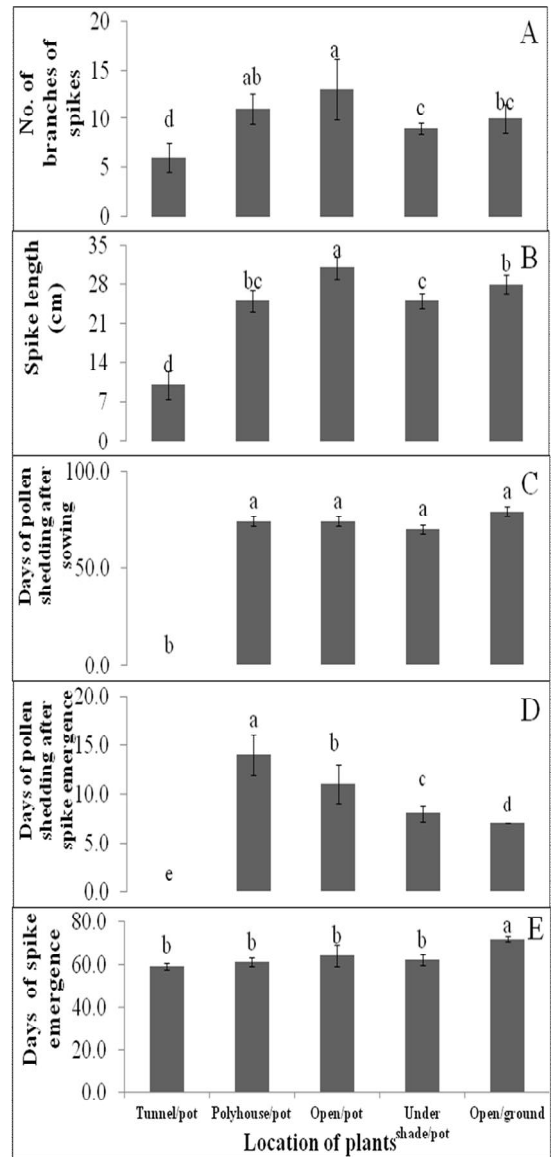 A
No. of
branches of
spikes
20
15
10
5
0
d
ab
a
c
bc
B
Spike length
(cm)
35
28
21
14
7
0
d
bc
a
c
b
C
Days of pollen
shedding after
sowing
100.0
50.0
0.0
b
a
a
a
a
D
Days of pollen
shedding after
spike emergence
20.0
15.0
10.0
5.0
0.0
e
a
b
c
d
E
Days of spike
emergence
80.0
60.0
40.0
20.0
0.0
b
b
b
b
a
Tunnel/pot
Polyhouse/pot
Open/pot
Under
shade/pot
Open/ground
Location of plants